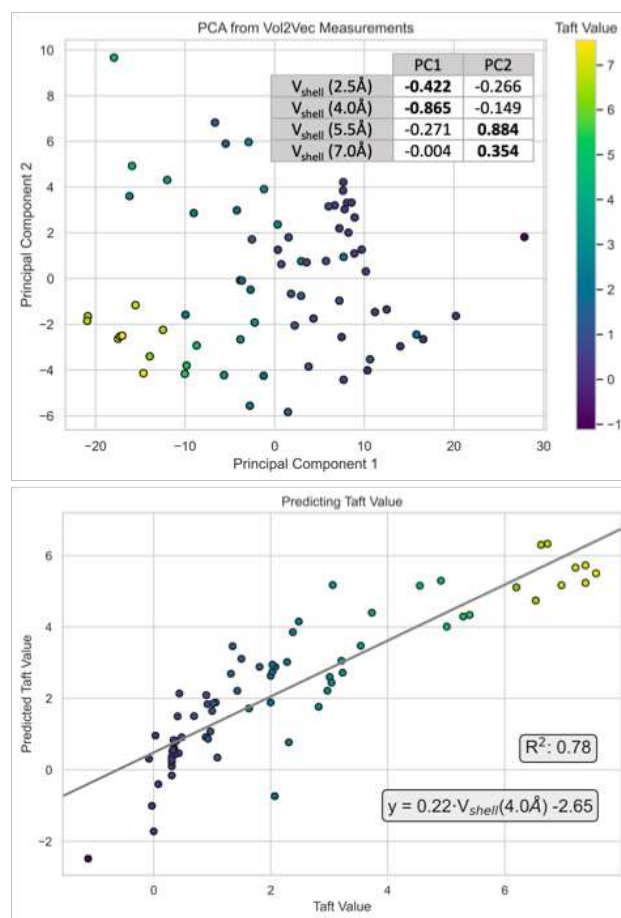 PCA from Vol2Vec Measurements
Taft Value
PC1 PC2
Vshell (2.5Å) -0.422 -0.266
Vshell (4.0Å) -0.865 -0.149
Vshell (5.5Å) -0.271 0.884
Vshell (7.0Å) -0.004 0.354
10
8
6
4
2
0
−2
−4
−6
Principal Component 2
−20 −10 0 10 20 30
Principal Component 1
7
6
5
4
3
2
1
0
−1
Predicting Taft Value
6
4
2
0
−2
Predicted Taft Value
R²: 0.78
y = 0.22·Vshell(4.0Å) -2.65
0 2 4 6
Taft Value